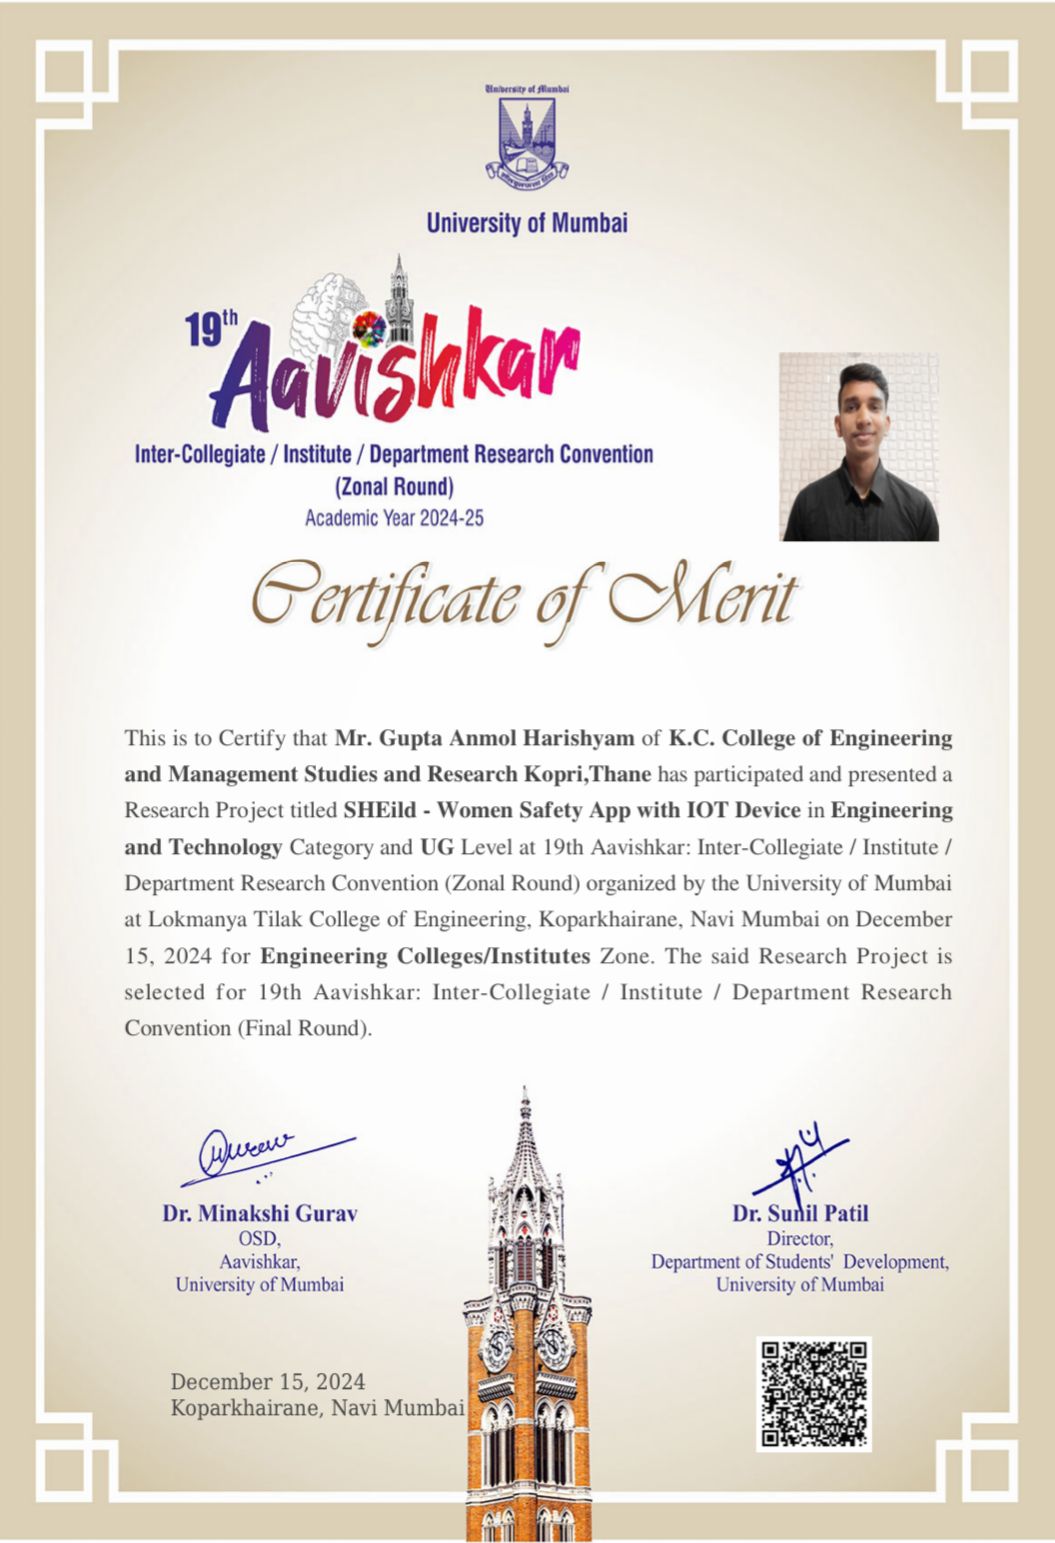 University of Mumbai
University of Mumbai
19th Aavishkar
Inter-Collegiate / Institute / Department Research Convention
(Zonal Round)
Academic Year 2024-25
Certificate of Merit
This is to Certify that Mr. Gupta Anmol Harishyam of K.C. College of Engineering
and Management Studies and Research Kopri,Thane has participated and presented a
Research Project titled SHEild - Women Safety App with IOT Device in Engineering
and Technology Category and UG Level at 19th Aavishkar: Inter-Collegiate / Institute /
Department Research Convention (Zonal Round) organized by the University of Mumbai
at Lokmanya Tilak College of Engineering, Koparkhairane, Navi Mumbai on December
15, 2024 for Engineering Colleges/Institutes Zone. The said Research Project is
selected for 19th Aavishkar: Inter-Collegiate / Institute / Department Research
Convention (Final Round).
Dr. Minakshi Gurav
OSD,
Aavishkar,
University of Mumbai
Dr. Sunil Patil
Director,
Department of Students' Development,
University of Mumbai
December 15, 2024
Koparkhairane, Navi Mumbai